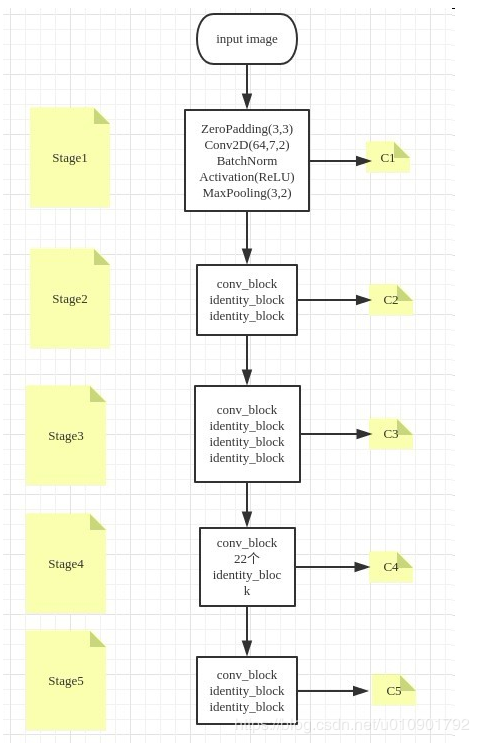 input image
Stage1
ZeroPadding(3,3)
Conv2D(64,7,2)
BatchNorm
Activation(ReLU)
MaxPooling(3,2)
C1
Stage2
conv_block
identity_block
identity_block
C2
Stage3
conv_block
identity_block
identity_block
identity_block
C3
Stage4
conv_block
22个
identity_bloc
k
C4
Stage5
conv_block
identity_block
identity_block
C5
https://blog.csdn.net/u010901792